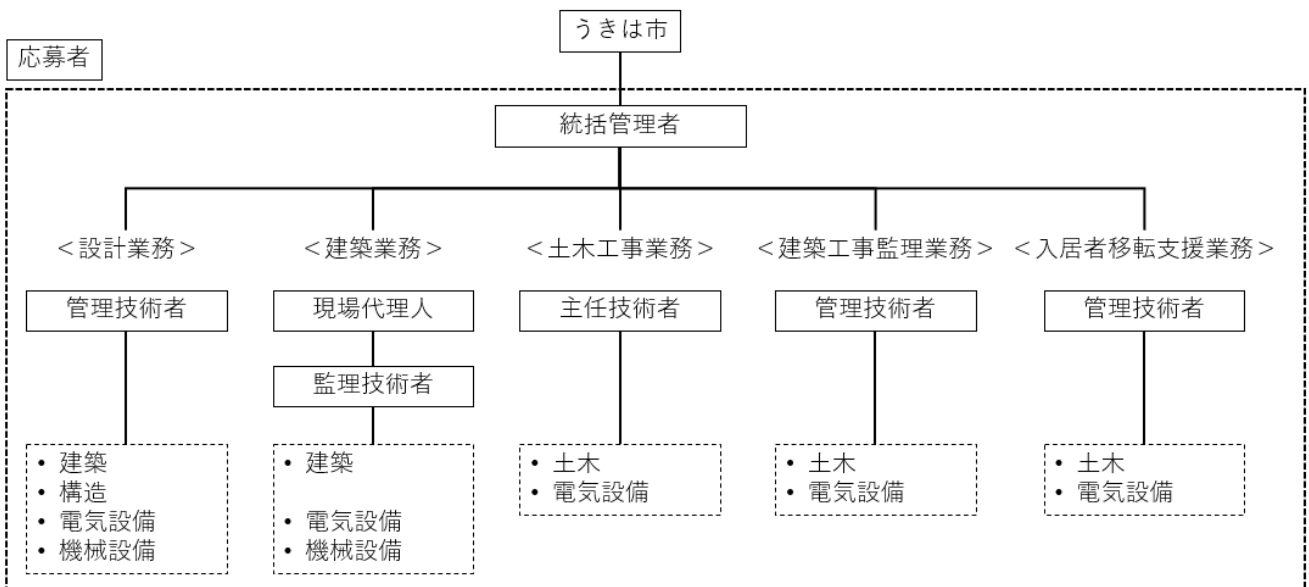 うきは市
応募者
統括管理者
＜設計業務＞
＜建築業務＞
＜土木工事業務＞
＜建築工事監理業務＞
＜入居者移転支援業務＞
管理技術者
現場代理人
主任技術者
管理技術者
管理技術者
監理技術者
• 建築
• 構造
• 電気設備
• 機械設備
• 建築
• 電気設備
• 機械設備
• 土木
• 電気設備
• 土木
• 電気設備
• 土木
• 電気設備